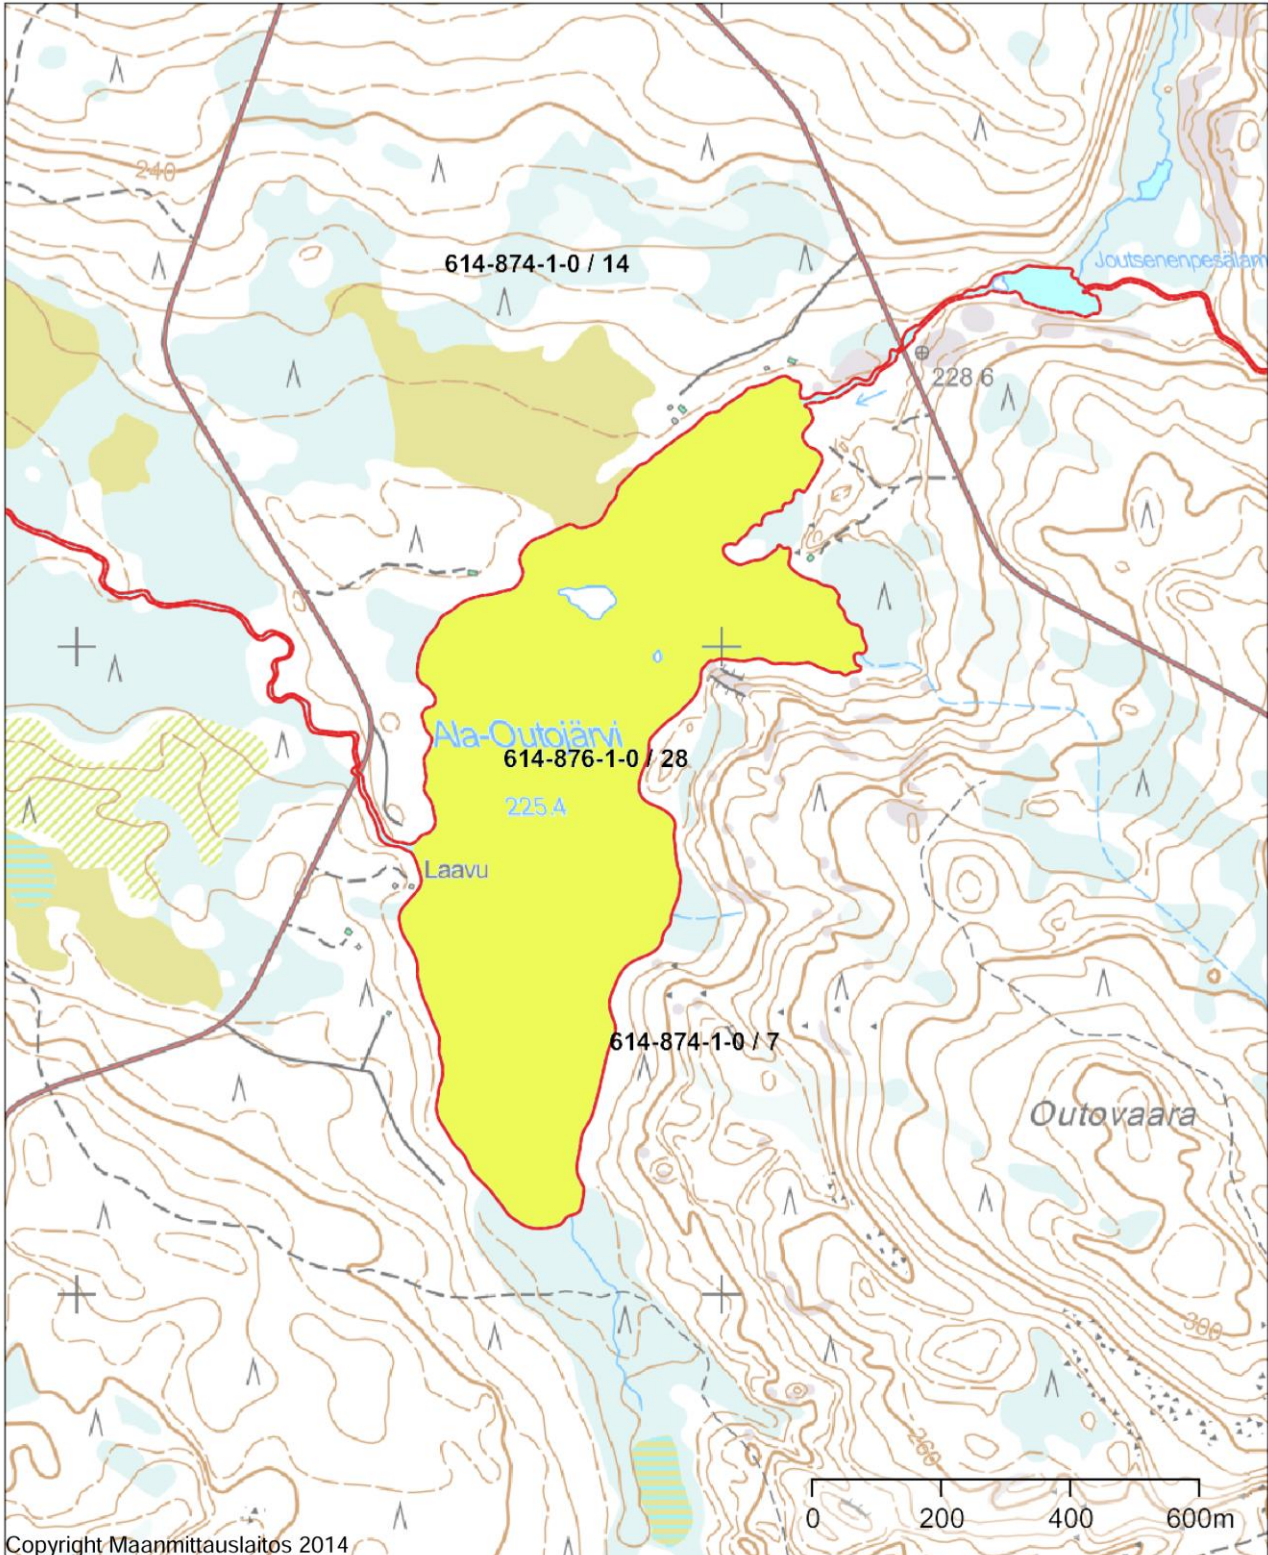 240
614-874-1-0 / 14
Joutsenenpesäläm
228.6
Ala-Outojärvi
614-876-1-0 / 28
225.4
Laavu
614-874-1-0 / 7
Outovaara
300
260
0 200 400 600m
Copyright Maanmittauslaitos 2014